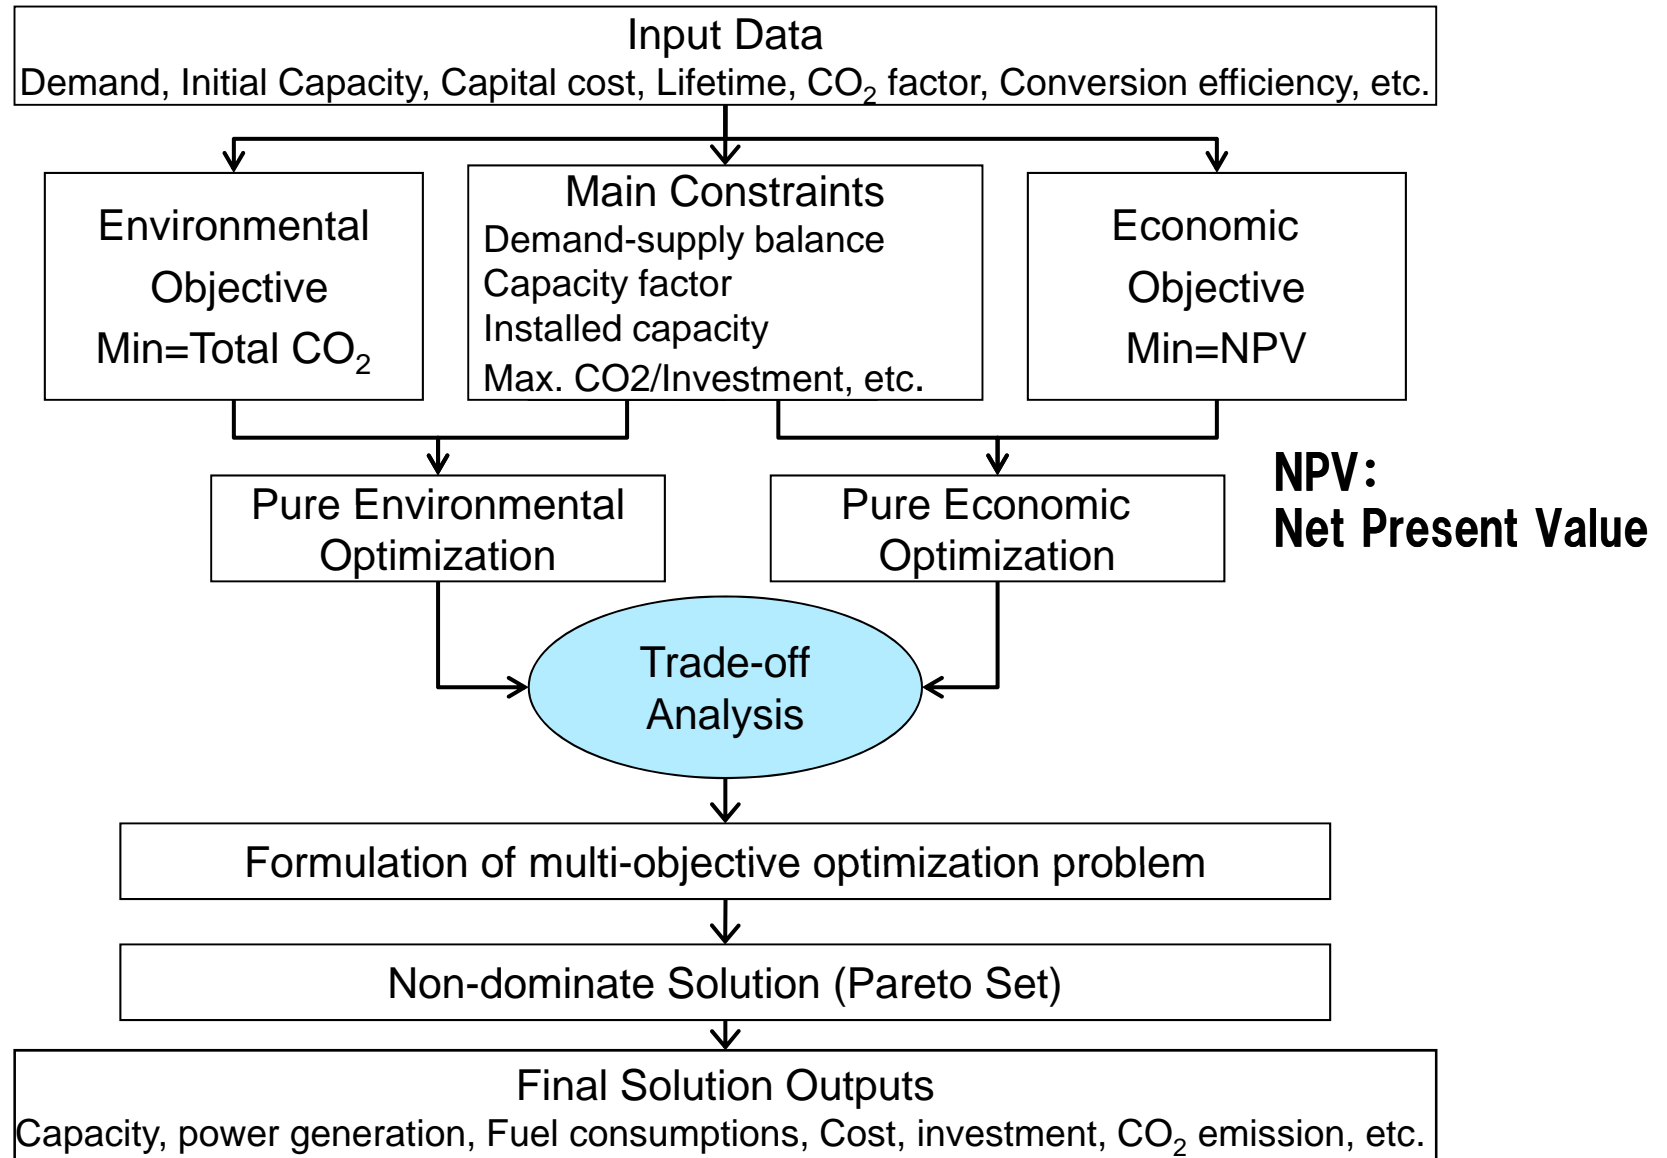 Input Data
Demand, Initial Capacity, Capital cost, Lifetime, CO₂ factor, Conversion efficiency, etc.
Environmental
Objective
Min=Total CO₂
Main Constraints
Demand-supply balance
Capacity factor
Installed capacity
Max. CO2/Investment, etc.
Economic
Objective
Min=NPV
Pure Environmental
Optimization
Pure Economic
Optimization
NPV:
Net Present Value
Trade-off
Analysis
Formulation of multi-objective optimization problem
Non-dominate Solution (Pareto Set)
Final Solution Outputs
Capacity, power generation, Fuel consumptions, Cost, investment, CO₂ emission, etc.